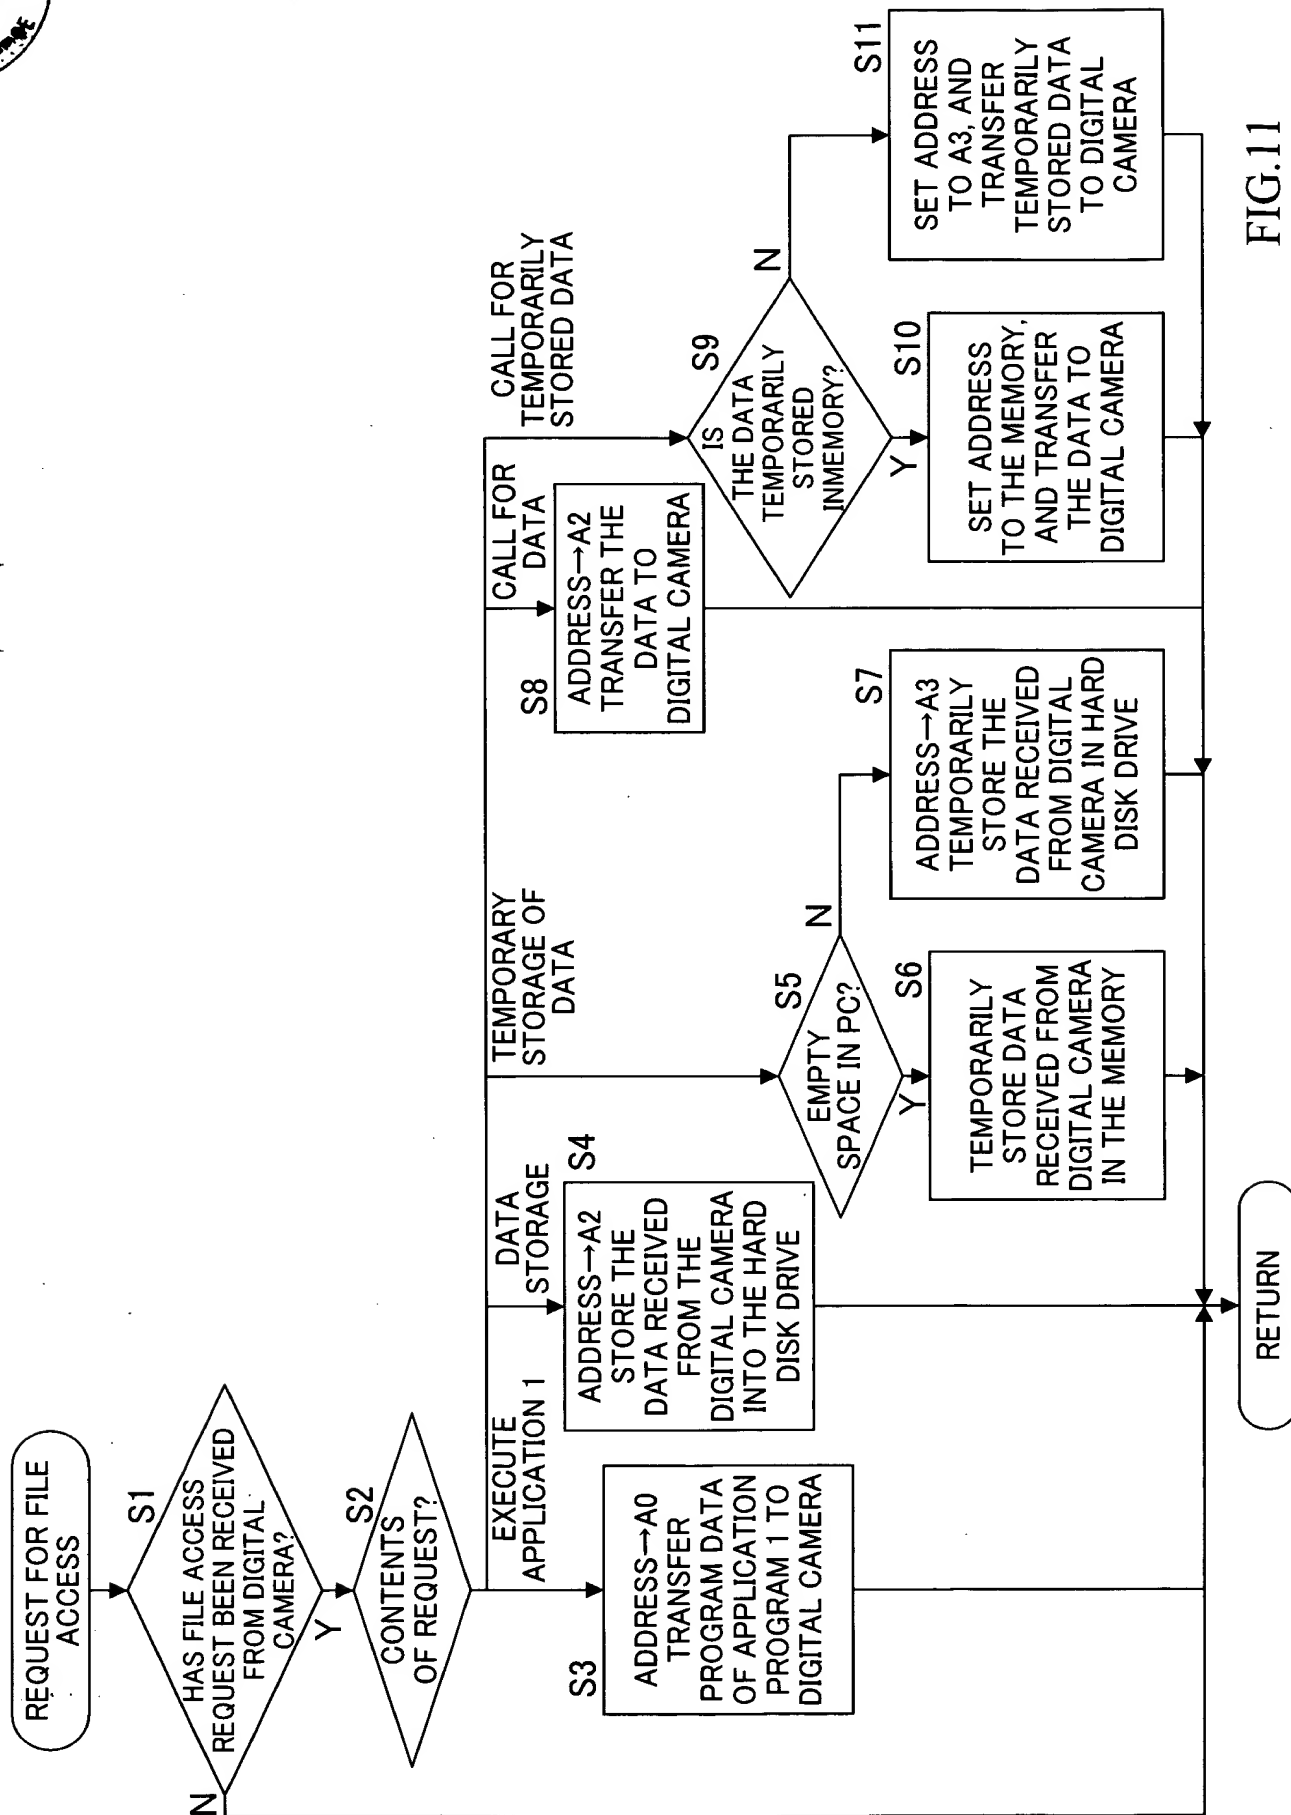 REQUEST FOR FILE
ACCESS
S1
HAS FILE ACCESS
REQUEST BEEN RECEIVED
FROM DIGITAL
CAMERA?
N
Y
S2
CONTENTS
OF REQUEST?
EXECUTE
APPLICATION 1
S3
ADDRESS→A0
TRANSFER
PROGRAM DATA
OF APPLICATION
PROGRAM 1 TO
DIGITAL CAMERA
DATA
STORAGE
S4
ADDRESS→A2
STORE THE
DATA RECEIVED
FROM THE
DIGITAL CAMERA
INTO THE HARD
DISK DRIVE
TEMPORARY
STORAGE OF
DATA
S5
EMPTY
SPACE IN PC?
Y
N
S6
TEMPORARILY
STORE DATA
RECEIVED FROM
DIGITAL CAMERA
IN THE MEMORY
S7
ADDRESS→A3
TEMPORARILY
STORE THE
DATA RECEIVED
FROM DIGITAL
CAMERA IN HARD
DISK DRIVE
CALL FOR
DATA
S8
ADDRESS→A2
TRANSFER THE
DATA TO
DIGITAL CAMERA
CALL FOR
TEMPORARILY
STORED DATA
S9
IS
THE DATA
TEMPORARILY
STORED
INMEMORY?
Y
N
S10
SET ADDRESS
TO THE MEMORY,
AND TRANSFER
THE DATA TO
DIGITAL CAMERA
S11
SET ADDRESS
TO A3, AND
TRANSFER
TEMPORARILY
STORED DATA
TO DIGITAL
CAMERA
RETURN
FIG.11